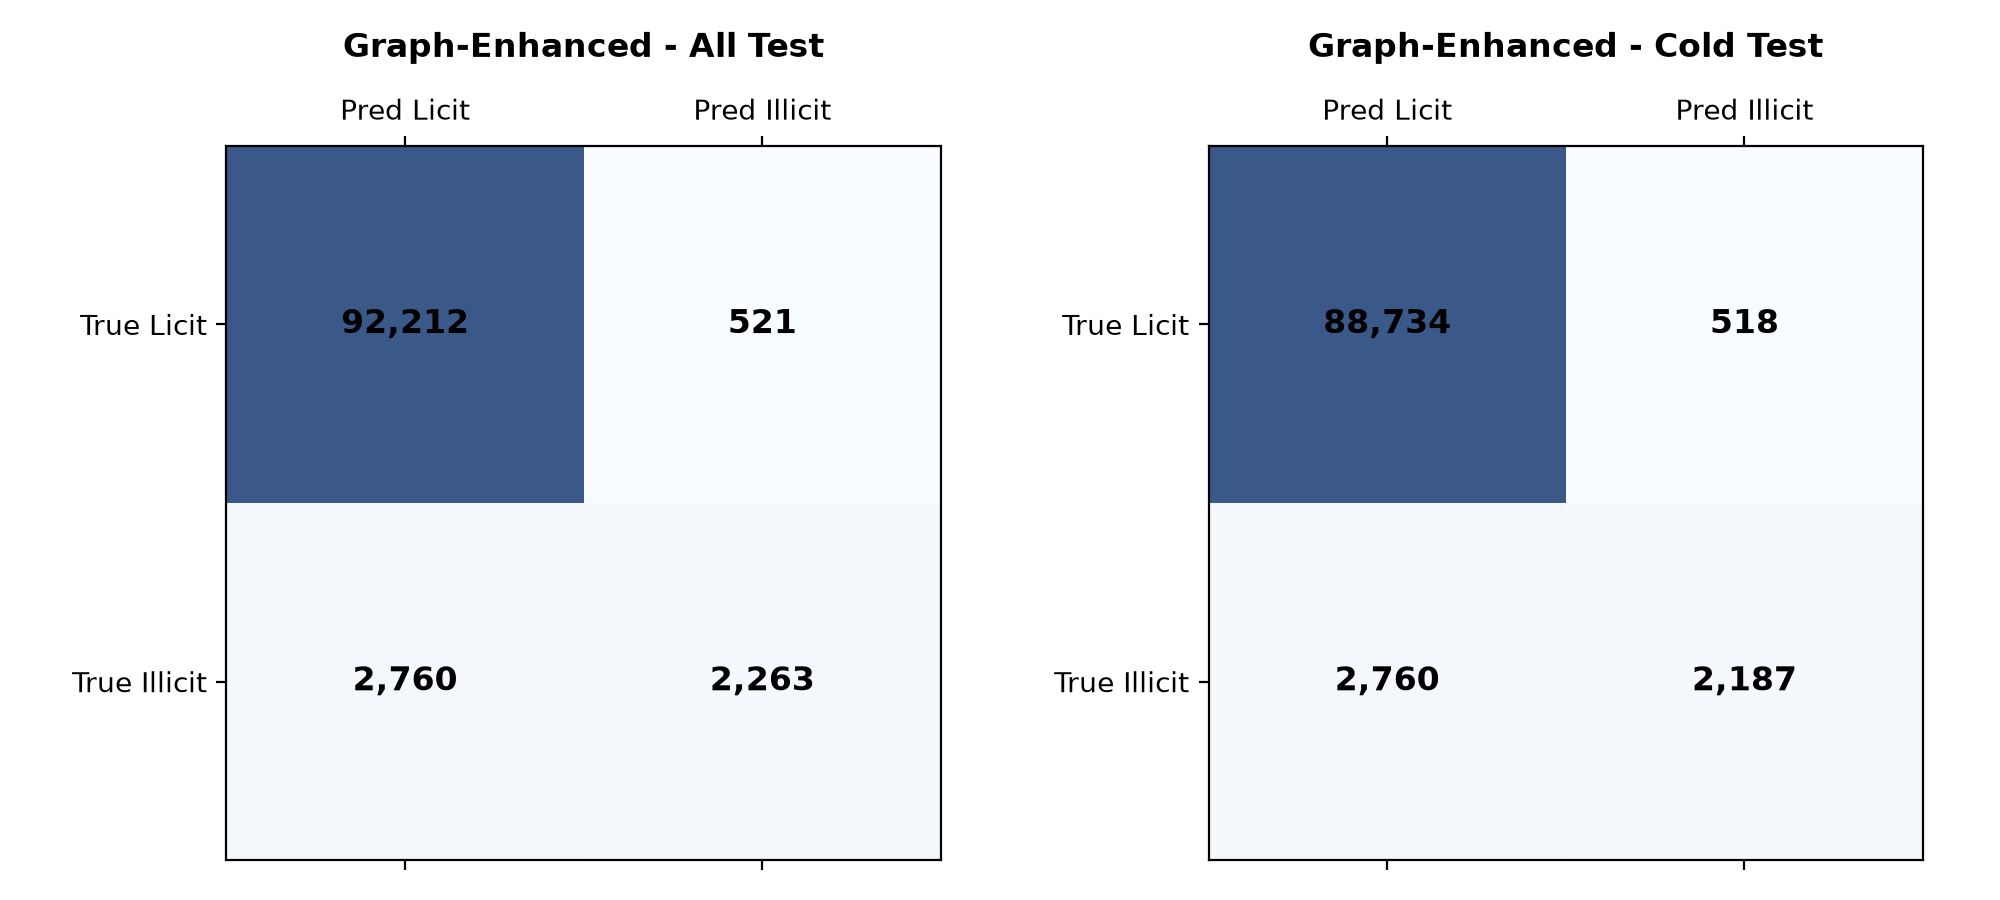 Graph-Enhanced - All Test
Pred Licit Pred Illicit
True Licit 92,212 521
True Illicit 2,760 2,263
Graph-Enhanced - Cold Test
Pred Licit Pred Illicit
True Licit 88,734 518
True Illicit 2,760 2,187